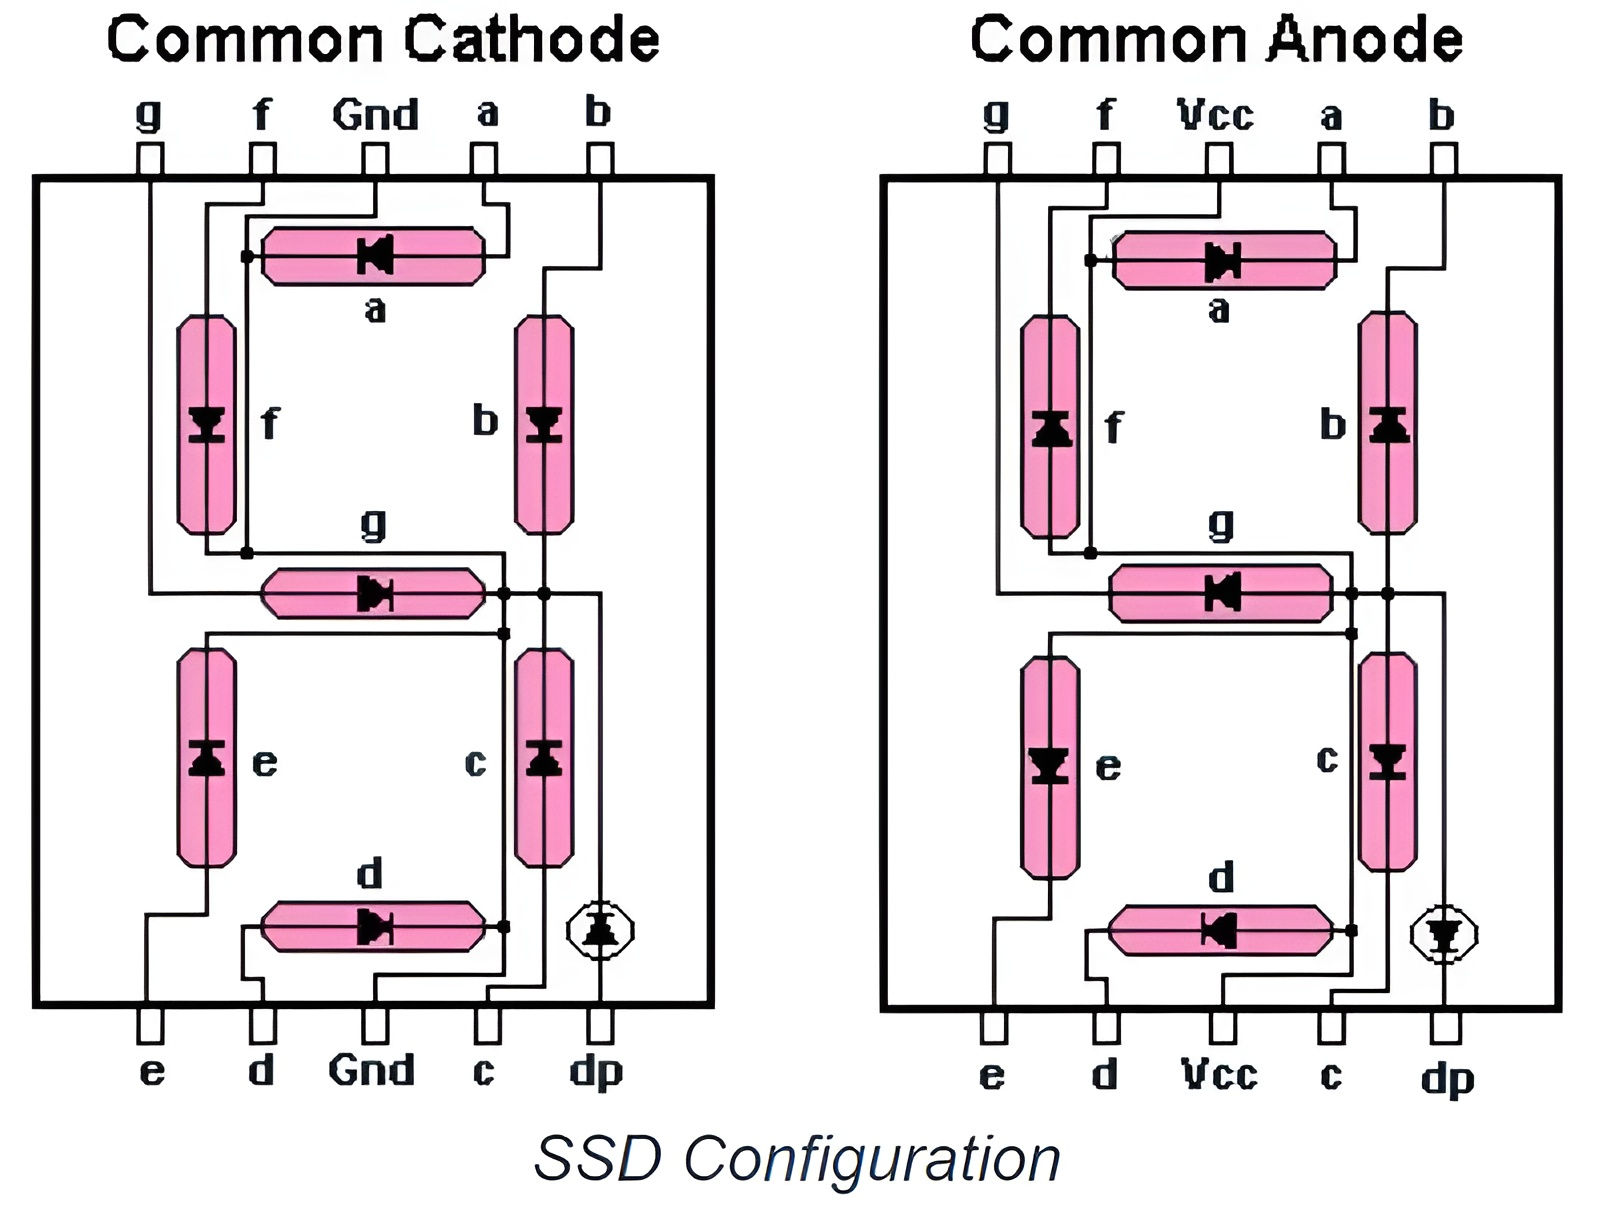 Common Cathode
Common Anode
g f Gnd a b
g f Vcc a b
a
a
f b
f b
g
g
e c
e c
d
d
e d Gnd c dp
e d Vcc c dp
SSD Configuration